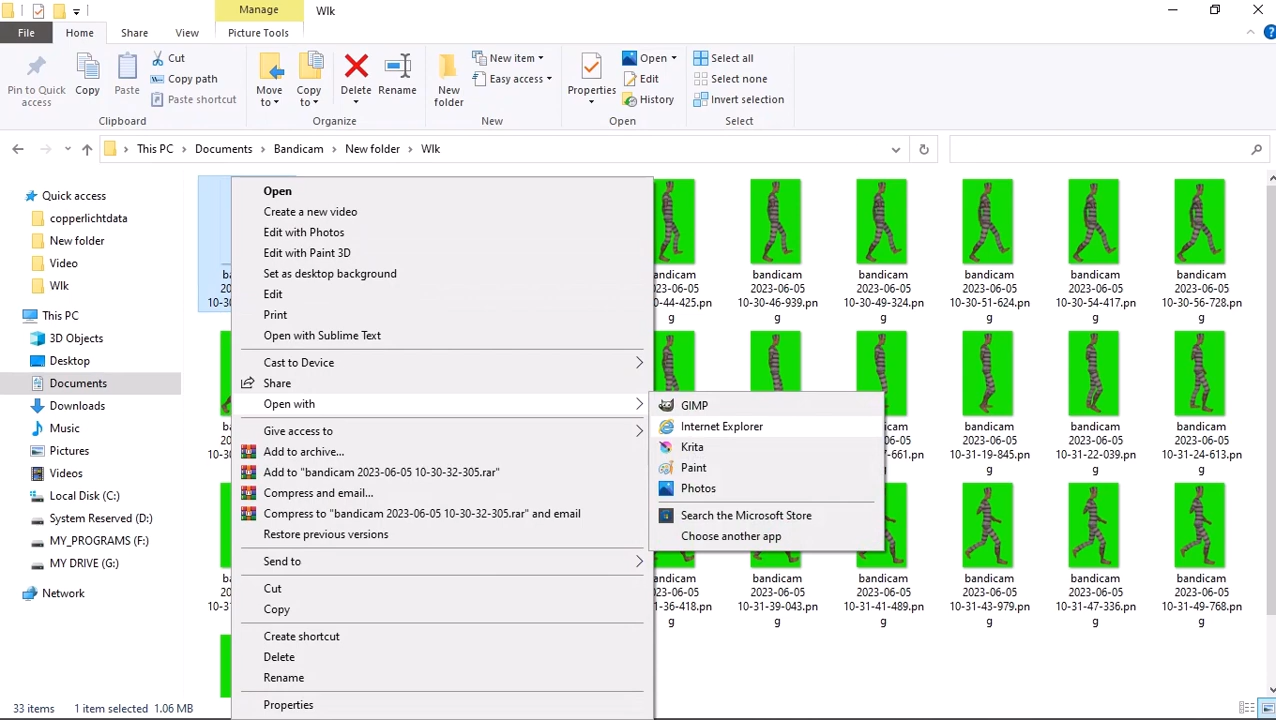 Manage
Wlk
File
Home
Share
View
Picture Tools
Pin to Quick
access
Copy
Paste
Cut
Copy path
Paste shortcut
Clipboard
Move
to
Copy
to
Delete
Rename
Organize
New
folder
New item
Easy access
New
Properties
Open
Edit
History
Open
Select all
Select none
Invert selection
Select
This PC
Documents
Bandicam
New folder
Wlk
Quick access
copperlichtdata
New folder
Video
Wlk
This PC
3D Objects
Desktop
Documents
Downloads
Music
Pictures
Videos
Local Disk (C:)
System Reserved (D:)
MY_PROGRAMS (F:)
MY DRIVE (G:)
Network
Open
Create a new video
Edit with Photos
Edit with Paint 3D
Set as desktop background
Edit
Print
Open with Sublime Text
Cast to Device
Share
Open with
Give access to
Add to archive...
Add to "bandicam 2023-06-05 10-30-32-305.rar"
Compress and email...
Compress to "bandicam 2023-06-05 10-30-32-305.rar" and email
Restore previous versions
Send to
Cut
Copy
Create shortcut
Delete
Rename
Properties
GIMP
Internet Explorer
Krita
Paint
Photos
Search the Microsoft Store
Choose another app
bandicam
2023-06-05
10-30-46-939.pn
g
bandicam
2023-06-05
10-30-49-324.pn
g
bandicam
2023-06-05
10-30-51-624.pn
g
bandicam
2023-06-05
10-30-54-417.pn
g
bandicam
2023-06-05
10-30-56-728.pn
g
bandicam
2023-06-05
10-31-19-845.pn
g
bandicam
2023-06-05
10-31-22-039.pn
g
bandicam
2023-06-05
10-31-24-613.pn
g
bandicam
2023-06-05
10-31-39-043.pn
g
bandicam
2023-06-05
10-31-41-489.pn
g
bandicam
2023-06-05
10-31-43-979.pn
g
bandicam
2023-06-05
10-31-47-336.pn
g
bandicam
2023-06-05
10-31-49-768.pn
g
33 items
1 item selected 1.06 MB